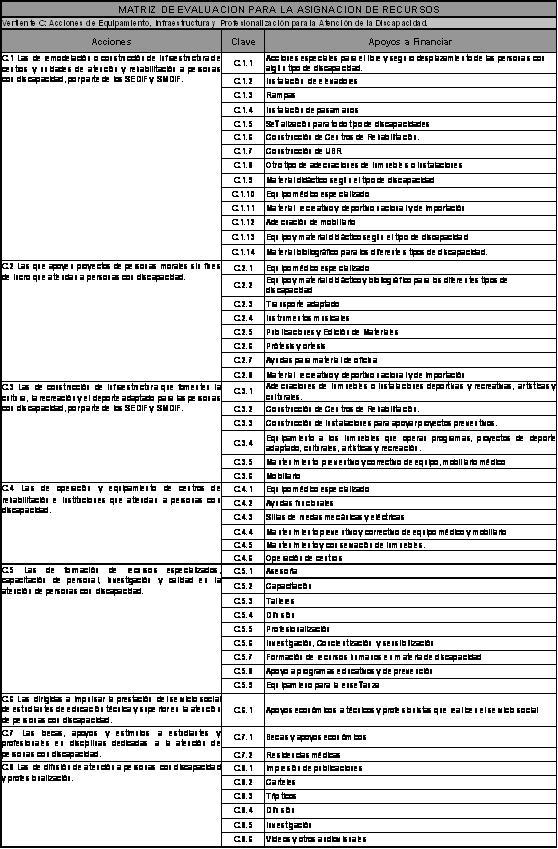 MATRIZ DE EVALUACION PARA LA ASIGNACION DE RECURSOS
Vertiente C: Acciones de Equipamiento, Infraestructura y Profesionalización para la Atención de la Discapacidad.
Acciones Clave Apoyos a Financiar
C.1 Las de remodelación o construcción de infraestructura de
centros y unidades de atención y rehabilitación a personas
con discapacidad, por parte de los SEDIF y SMDIF.
C.1.1 Acciones especiales para el libre y seguro desplazamiento de las personas con
algún tipo de discapacidad.
C.1.2 Instalación de elevadores
C.1.3 Rampas
C.1.4 Instalación de pasamanos
C.1.5 Señalización para todo tipo de discapacidades
C.1.6 Construcción de Centros de Rehabilitación.
C.1.7 Construcción de UBR
C.1.8 Otro tipo de adecuaciones de inmuebles o instalaciones
C.1.9 Material didáctico según el tipo de discapacidad
C.1.10 Equipo médico especializado
C.1.11 Material recreativo y deportivo nacional y de importación
C.1.12 Adecuación de mobiliario
C.1.13 Equipo y material didáctico según el tipo de discapacidad
C.1.14 Material bibliográfico para los diferentes tipos de discapacidad.
C.2 Las que apoyen proyectos de personas morales sin fines
de lucro que atiendan a personas con discapacidad.
C.2.1 Equipo médico especializado
C.2.2 Equipo y material didáctico y bibliográfico para los diferentes tipos de
discapacidad
C.2.3 Transporte adaptado
C.2.4 Instrumentos musicales
C.2.5 Publicaciones y Edición de Materiales
C.2.6 Prótesis y ortesis
C.2.7 Ayudas para material de oficina
C.2.8 Material recreativo y deportivo nacional y de importación
C.3 Las de construcción de infraestructura que fomenten la
cultura, la recreación y el deporte adaptado para las personas
con discapacidad, por parte de los SEDIF y SMDIF.
C.3.1 Adecuaciones de inmuebles o instalaciones deportivas y recreativas, artísticas y
culturales.
C.3.2 Construcción de Centros de Rehabilitación.
C.3.3 Construcción de instalaciones para apoyar proyectos preventivos.
C.3.4 Equipamiento a los inmuebles que operan programas, proyectos de deporte
adaptado, culturales, artísticas y recreación.
C.3.5 Mantenimiento preventivo y correctivo de equipo, mobiliario médico
C.3.6 Mobiliario
C.4 Las de operación y equipamiento de centros de
rehabilitación e instituciones que atiendan a personas con
discapacidad.
C.4.1 Equipo médico especializado
C.4.2 Ayudas funcionales
C.4.3 Sillas de ruedas mecánicas y eléctricas
C.4.4 Mantenimiento preventivo y correctivo de equipo médico y mobiliario
C.4.5 Mantenimiento y conservación de inmuebles.
C.4.6 Operación de centros
C.5 Las de formación de recursos especializados,
capacitación de personal, investigación y calidad en la
atención de personas con discapacidad.
C.5.1 Asesoría
C.5.2 Capacitación
C.5.3 Talleres
C.5.4 Difusión
C.5.5 Profesionalización
C.5.6 Investigación, Concientización y sensibilización
C.5.7 Formación de recursos humanos en materia de discapacidad
C.5.8 Apoyo a programas educativos y de prevención
C.5.9 Equipamiento para la enseñanza
C.6 Las dirigidas a impulsar la prestación del servicio social
de estudiantes de educación técnica y superior en la atención
de personas con discapacidad.
C.6.1 Apoyos económicos a técnicos y profesionistas que realicen el servicio social
C.7 Las becas, apoyos y estímulos a estudiantes y
profesionales en disciplinas dedicadas a la atención de
personas con discapacidad.
C.7.1 Becas y apoyos económicos
C.7.2 Residencias médicas
C.8 Las de difusión de atención a personas con discapacidad
y profesionalización.
C.8.1 Impresión de publicaciones
C.8.2 Carteles
C.8.3 Trípticos
C.8.4 Difusión
C.8.5 Investigación
C.8.6 Videos y otros audiovisuales